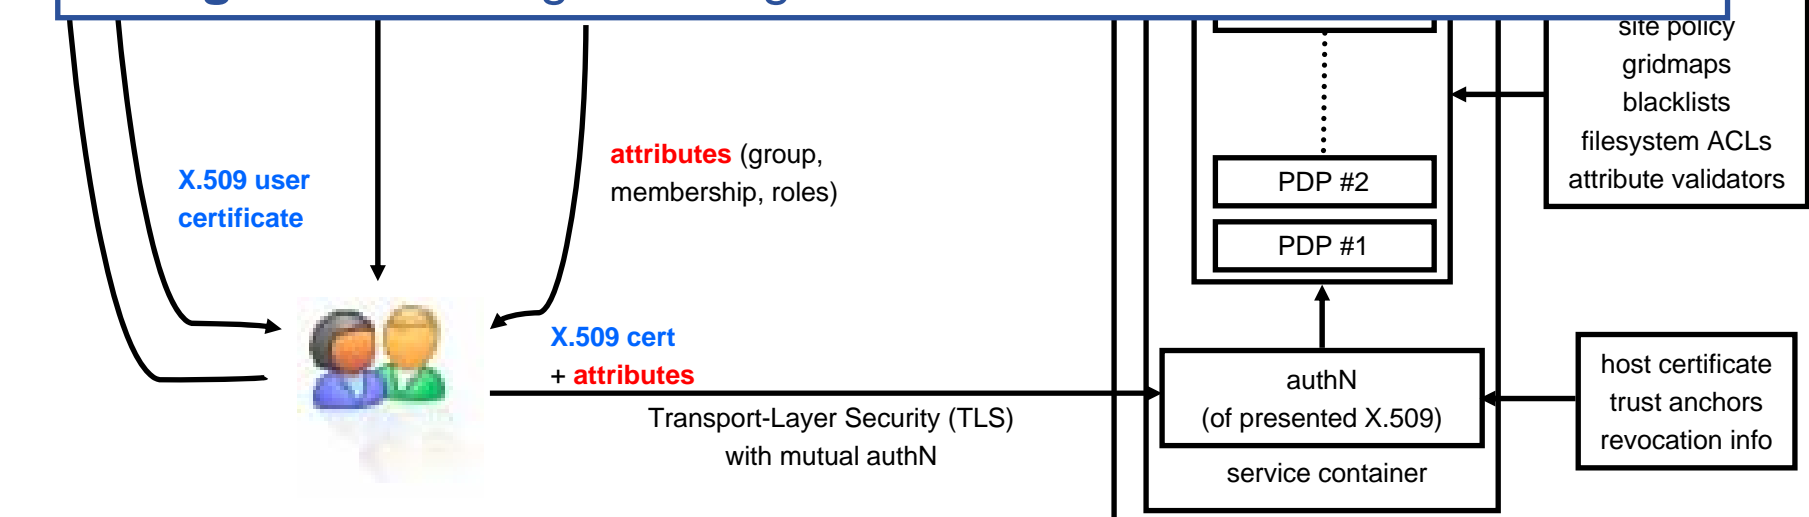 site policy
gridmaps
blacklists
filesystem ACLs
attribute validators
attributes (group,
membership, roles)
X.509 user
certificate
PDP #2
PDP #1
X.509 cert
+ attributes
Transport-Layer Security (TLS)
with mutual authN
authN
(of presented X.509)
service container
host certificate
trust anchors
revocation info